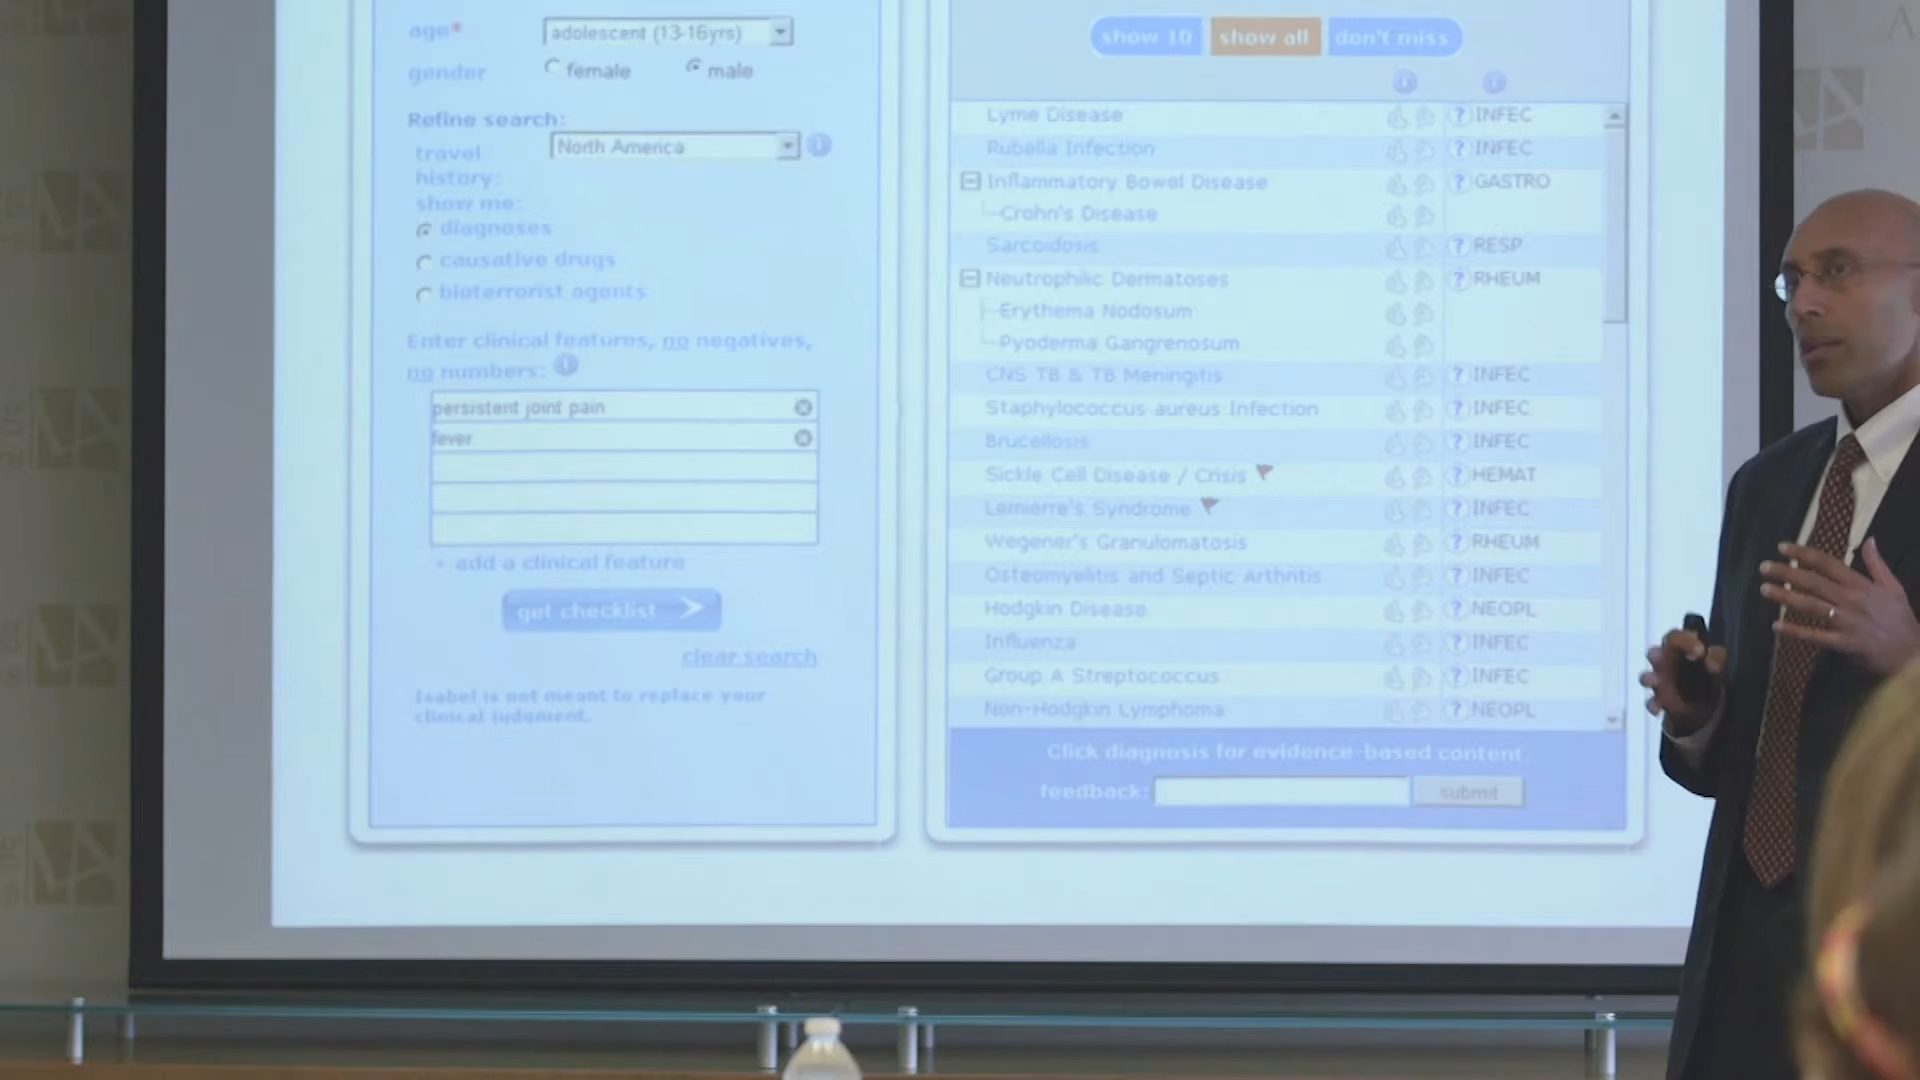 age*
adolescent (13-16yrs)
gender
female
male
Refine search:
travel
history:
North America
show me:
diagnoses
causative drugs
bioterrorist agents
Enter clinical features, no negatives,
no numbers:
persistent joint pain
fever
+ add a clinical feature
get checklist
clear search
Isabel is not meant to replace your
clinical judgment.
show 10
show all
don't miss
Lyme Disease ? INFEC
Rubella Infection ? INFEC
Inflammatory Bowel Disease ? GASTRO
Crohn's Disease
Sarcoidosis ? RESP
Neutrophilic Dermatoses ? RHEUM
Erythema Nodosum
Pyoderma Gangrenosum
CNS TB & TB Meningitis ? INFEC
Staphylococcus aureus Infection ? INFEC
Brucellosis ? INFEC
Sickle Cell Disease / Crisis ? HEMAT
Lemierre's Syndrome ? INFEC
Wegener's Granulomatosis ? RHEUM
Osteomyelitis and Septic Arthritis ? INFEC
Hodgkin Disease ? NEOPL
Influenza ? INFEC
Group A Streptococcus ? INFEC
Non-Hodgkin Lymphoma ? NEOPL
Click diagnosis for evidence-based content.
feedback:
submit